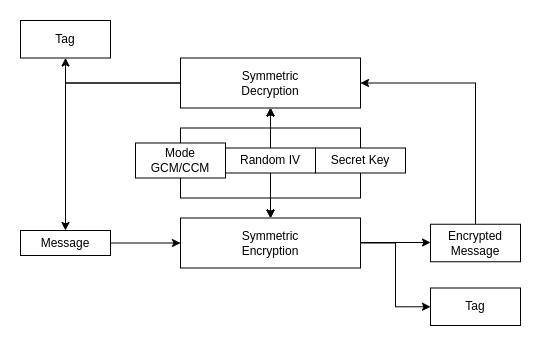 Tag
Symmetric
Decryption
Mode
GCM/CCM
Random IV
Secret Key
Message
Symmetric
Encryption
Encrypted
Message
Tag